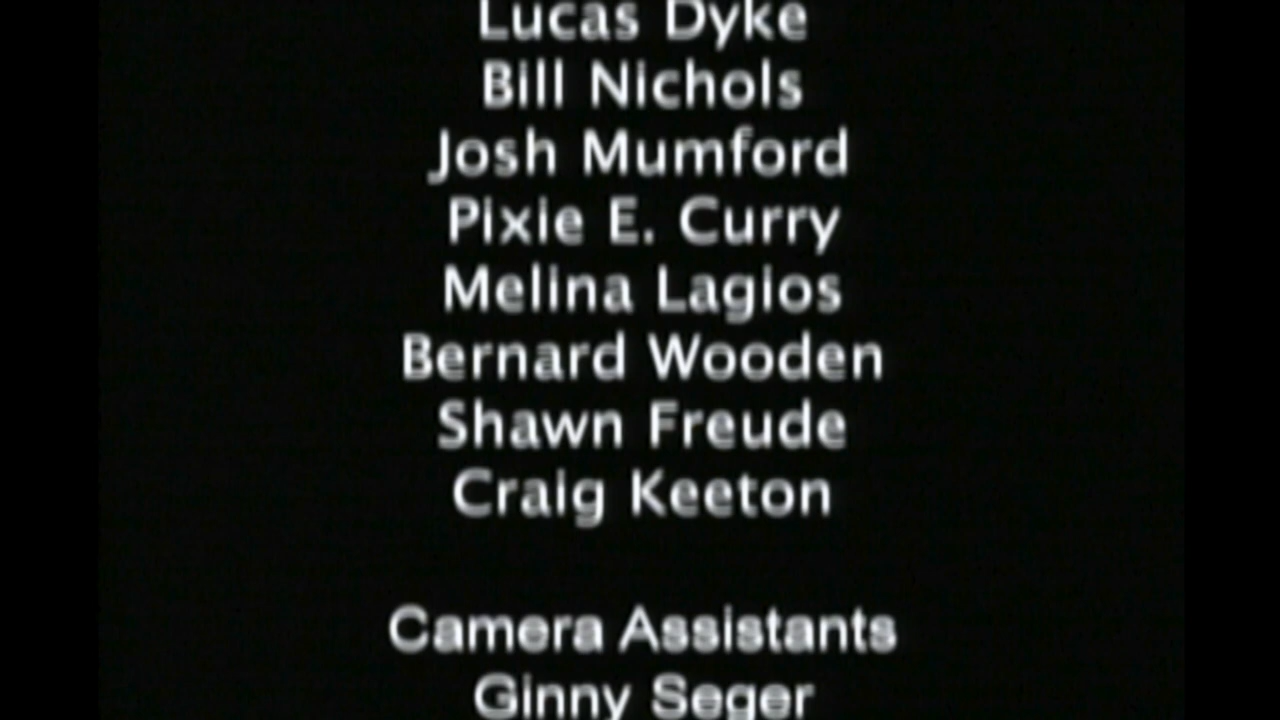 Lucas Dyke
Bill Nichols
Josh Mumford
Pixie E. Curry
Melina Lagios
Bernard Wooden
Shawn Freude
Craig Keeton
Camera Assistants
Ginny Seger